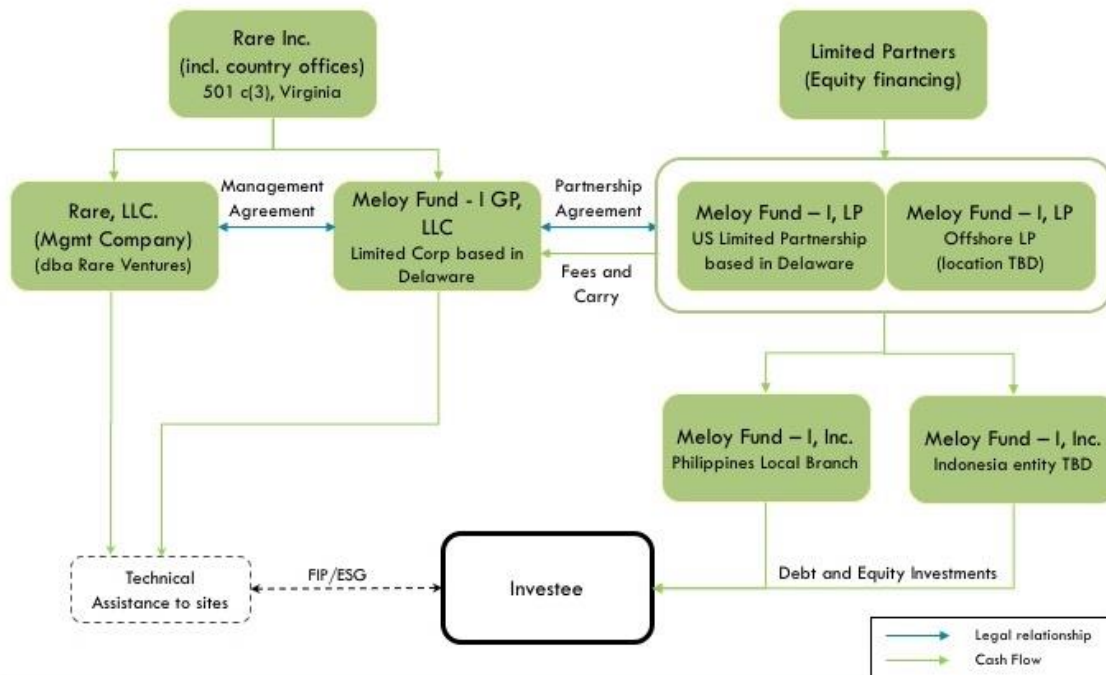 Rare Inc.
(incl. country offices)
501 c(3), Virginia
Limited Partners
(Equity financing)
Rare, LLC.
(Mgmt Company)
(dba Rare Ventures)
Management
Agreement
Meloy Fund - I GP,
LLC
Limited Corp based in
Delaware
Partnership
Agreement
Fees and
Carry
Meloy Fund – I, LP
US Limited Partnership
based in Delaware
Meloy Fund – I, LP
Offshore LP
(location TBD)
Meloy Fund – I, Inc.
Philippines Local Branch
Meloy Fund – I, Inc.
Indonesia entity TBD
Technical
Assistance to sites
FIP/ESG
Investee
Debt and Equity Investments
Legal relationship
Cash Flow